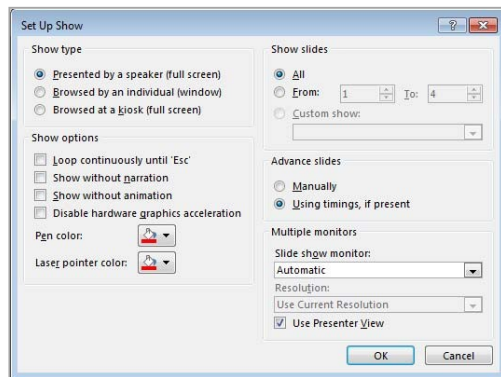 Set Up Show
Show type
Presented by a speaker (full screen)
Browsed by an individual (window)
Browsed at a kiosk (full screen)
Show options
Loop continuously until 'Esc'
Show without narration
Show without animation
Disable hardware graphics acceleration
Pen color:
Laser pointer color:
Show slides
All
From: 1 To: 4
Custom show:
Advance slides
Manually
Using timings, if present
Multiple monitors
Slide show monitor:
Automatic
Resolution:
Use Current Resolution
Use Presenter View
OK Cancel